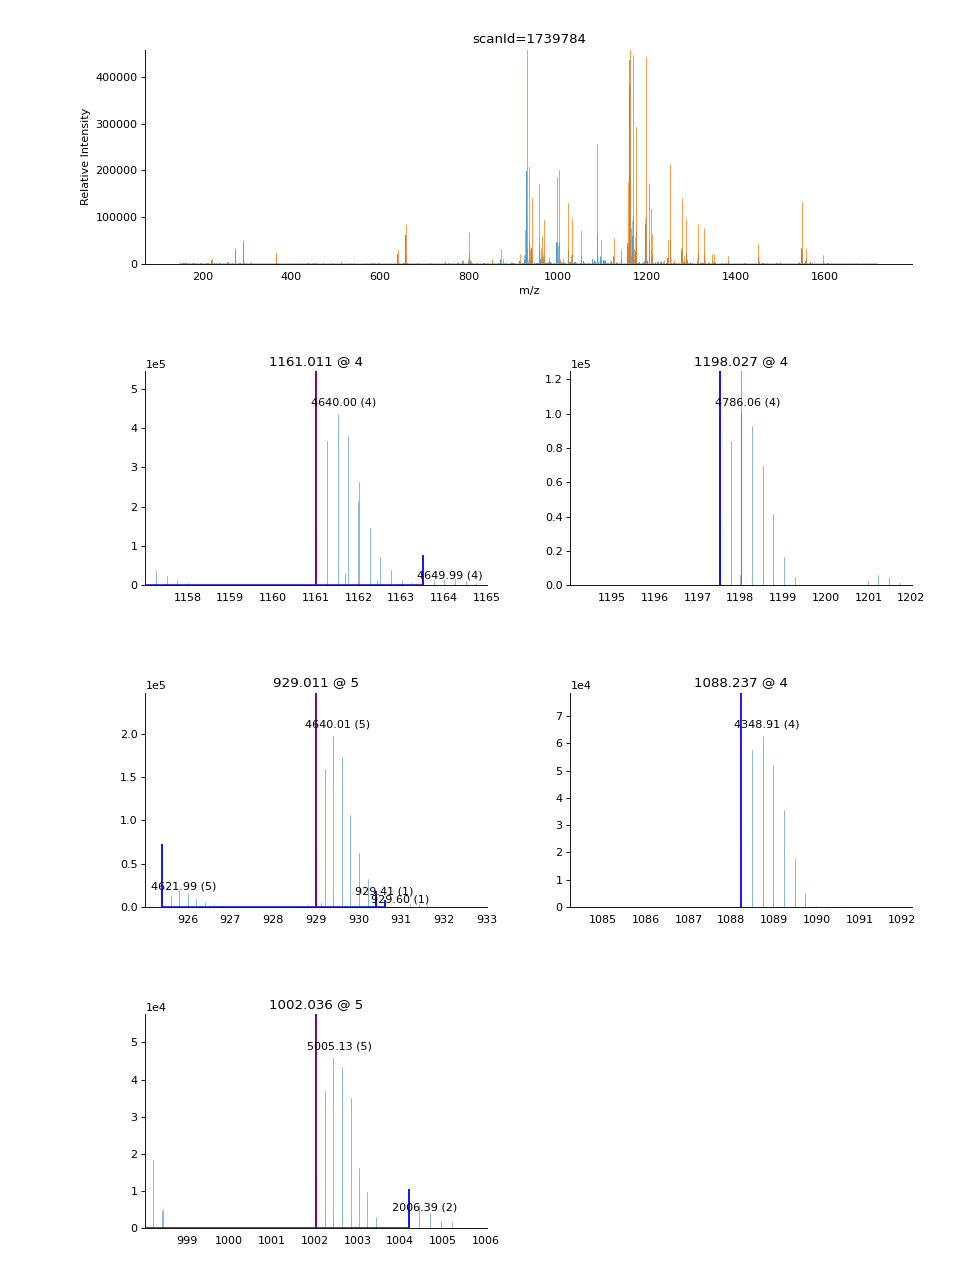 scanId=1739784
400000
300000
200000
100000
0
Relative Intensity
200 400 600 800 1000 1200 1400 1600
m/z
1161.011 @ 4
1e5
5
4
3
2
1
0
4640.00 (4)
4649.99 (4)
1158 1159 1160 1161 1162 1163 1164 1165
1198.027 @ 4
1e5
1.2
1.0
0.8
0.6
0.4
0.2
0.0
4786.06 (4)
1195 1196 1197 1198 1199 1200 1201 1202
929.011 @ 5
1e5
2.0
1.5
1.0
0.5
0.0
4640.01 (5)
4621.99 (5)
929.41 (1)
929.60 (1)
926 927 928 929 930 931 932 933
1088.237 @ 4
1e4
7
6
5
4
3
2
1
0
4348.91 (4)
1085 1086 1087 1088 1089 1090 1091 1092
1002.036 @ 5
1e4
5
4
3
2
1
0
5005.13 (5)
2006.39 (2)
999 1000 1001 1002 1003 1004 1005 1006